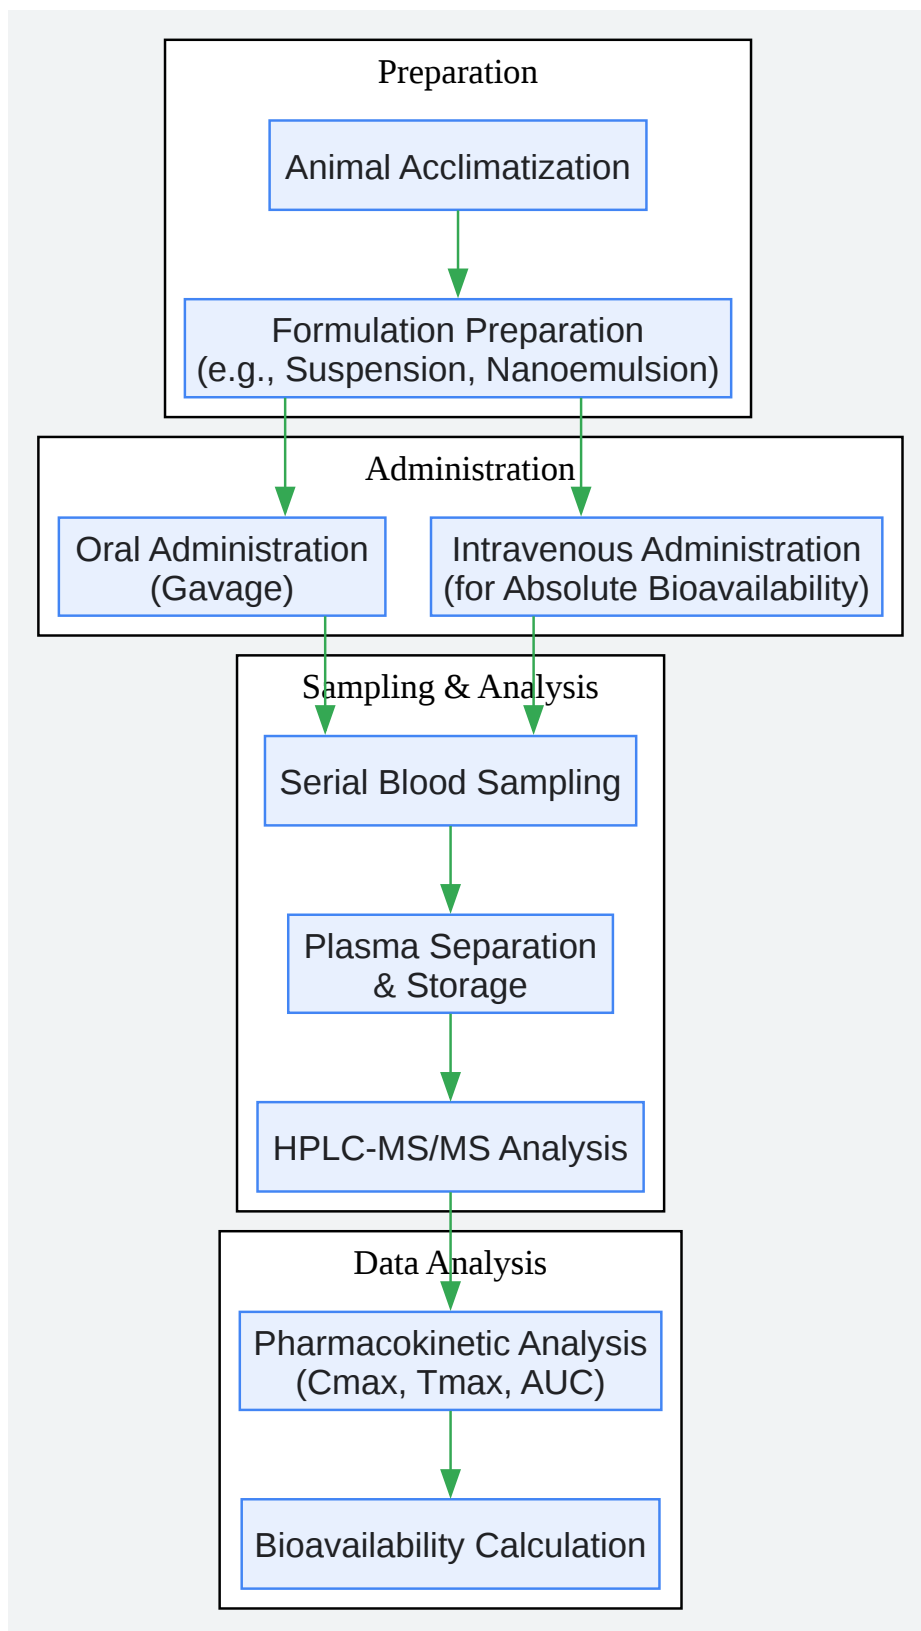 Preparation
Animal Acclimatization
Formulation Preparation
(e.g., Suspension, Nanoemulsion)
Administration
Oral Administration
(Gavage)
Intravenous Administration
(for Absolute Bioavailability)
Sampling & Analysis
Serial Blood Sampling
Plasma Separation
& Storage
HPLC-MS/MS Analysis
Data Analysis
Pharmacokinetic Analysis
(Cmax, Tmax, AUC)
Bioavailability Calculation